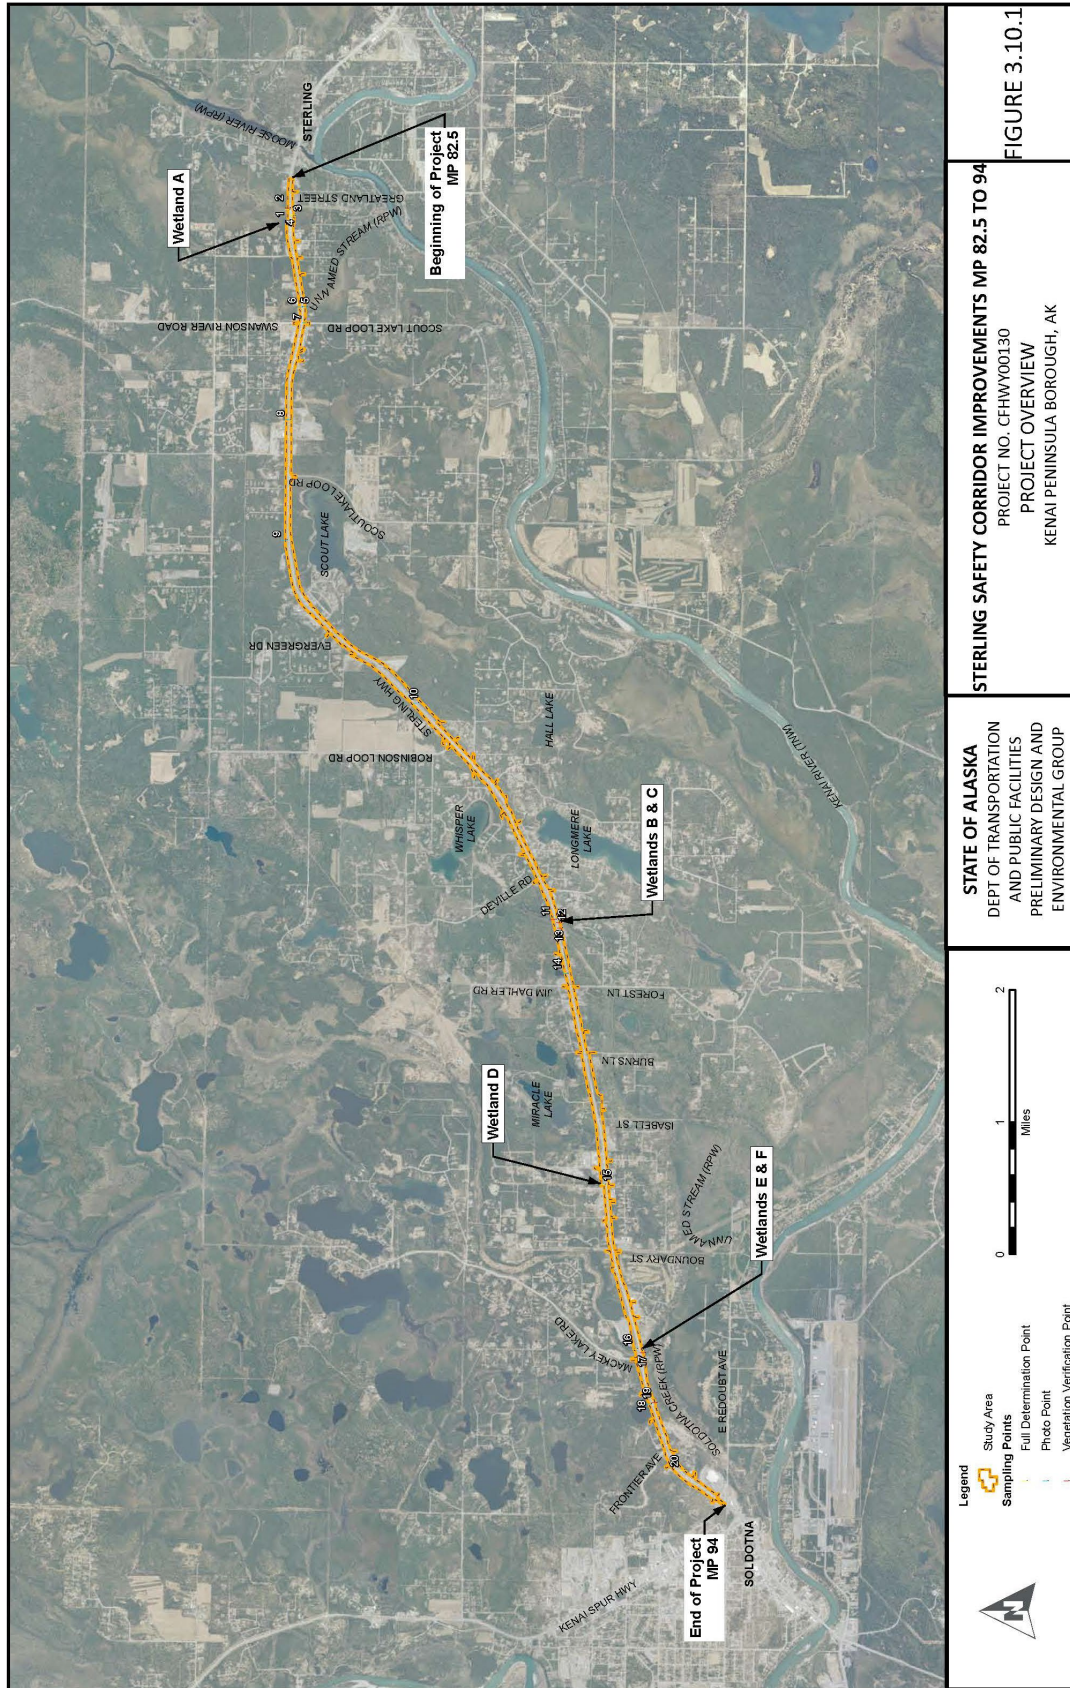 MOOSE RIVER (RPW)
STERLING
Wetland A
Beginning of Project
MP 82.5
1
2
3
4
GREATLAND STREET
UNNAMED STREAM (RPW)
5
6
7
SWANSON RIVER ROAD
SCOUT LAKE LOOP RD
8
SCOUTLAKE LOOP RD
9
SCOUT LAKE
EVERGREEN DR
STERLING HWY
10
ROBINSON LOOP RD
HALL LAKE
KENAI RIVER (TNW)
WHISPER
LAKE
LONGMERE
LAKE
DEVILLE RD
Wetlands B & C
11
12
13
14
JIM DAHLER RD
FOREST LN
BURNS LN
MIRACLE
LAKE
Wetland D
ISABELL ST
15
UNNAMED STREAM (RPW)
BOUNDARY ST
Wetlands E & F
MACKEY LAKE RD
16
17
SOLDOTNA CREEK (RPW)
18
19
E REDOUBT AVE
FRONTIER AVE
20
End of Project
MP 94
SOLDOTNA
KENAI SPUR HWY
N
Legend
Study Area
Sampling Points
Full Determination Point
Photo Point
Vegetation Verification Point
0
1
2
Miles
STATE OF ALASKA
DEPT OF TRANSPORTATION
AND PUBLIC FACILITIES
PRELIMINARY DESIGN AND
ENVIRONMENTAL GROUP
STERLING SAFETY CORRIDOR IMPROVEMENTS MP 82.5 TO 94
PROJECT NO. CFHWY00130
PROJECT OVERVIEW
KENAI PENINSULA BOROUGH, AK
FIGURE 3.10.1